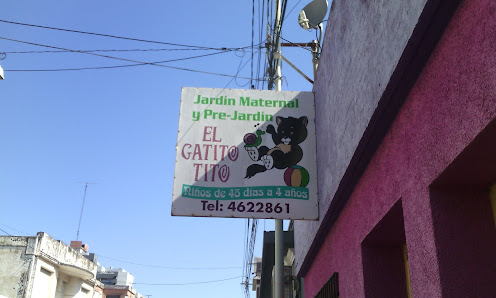 Jardin Maternal
y Pre-Jardin
EL
GATITO
TITO
Niños de 45 dias a 4 años
Tel: 4622861